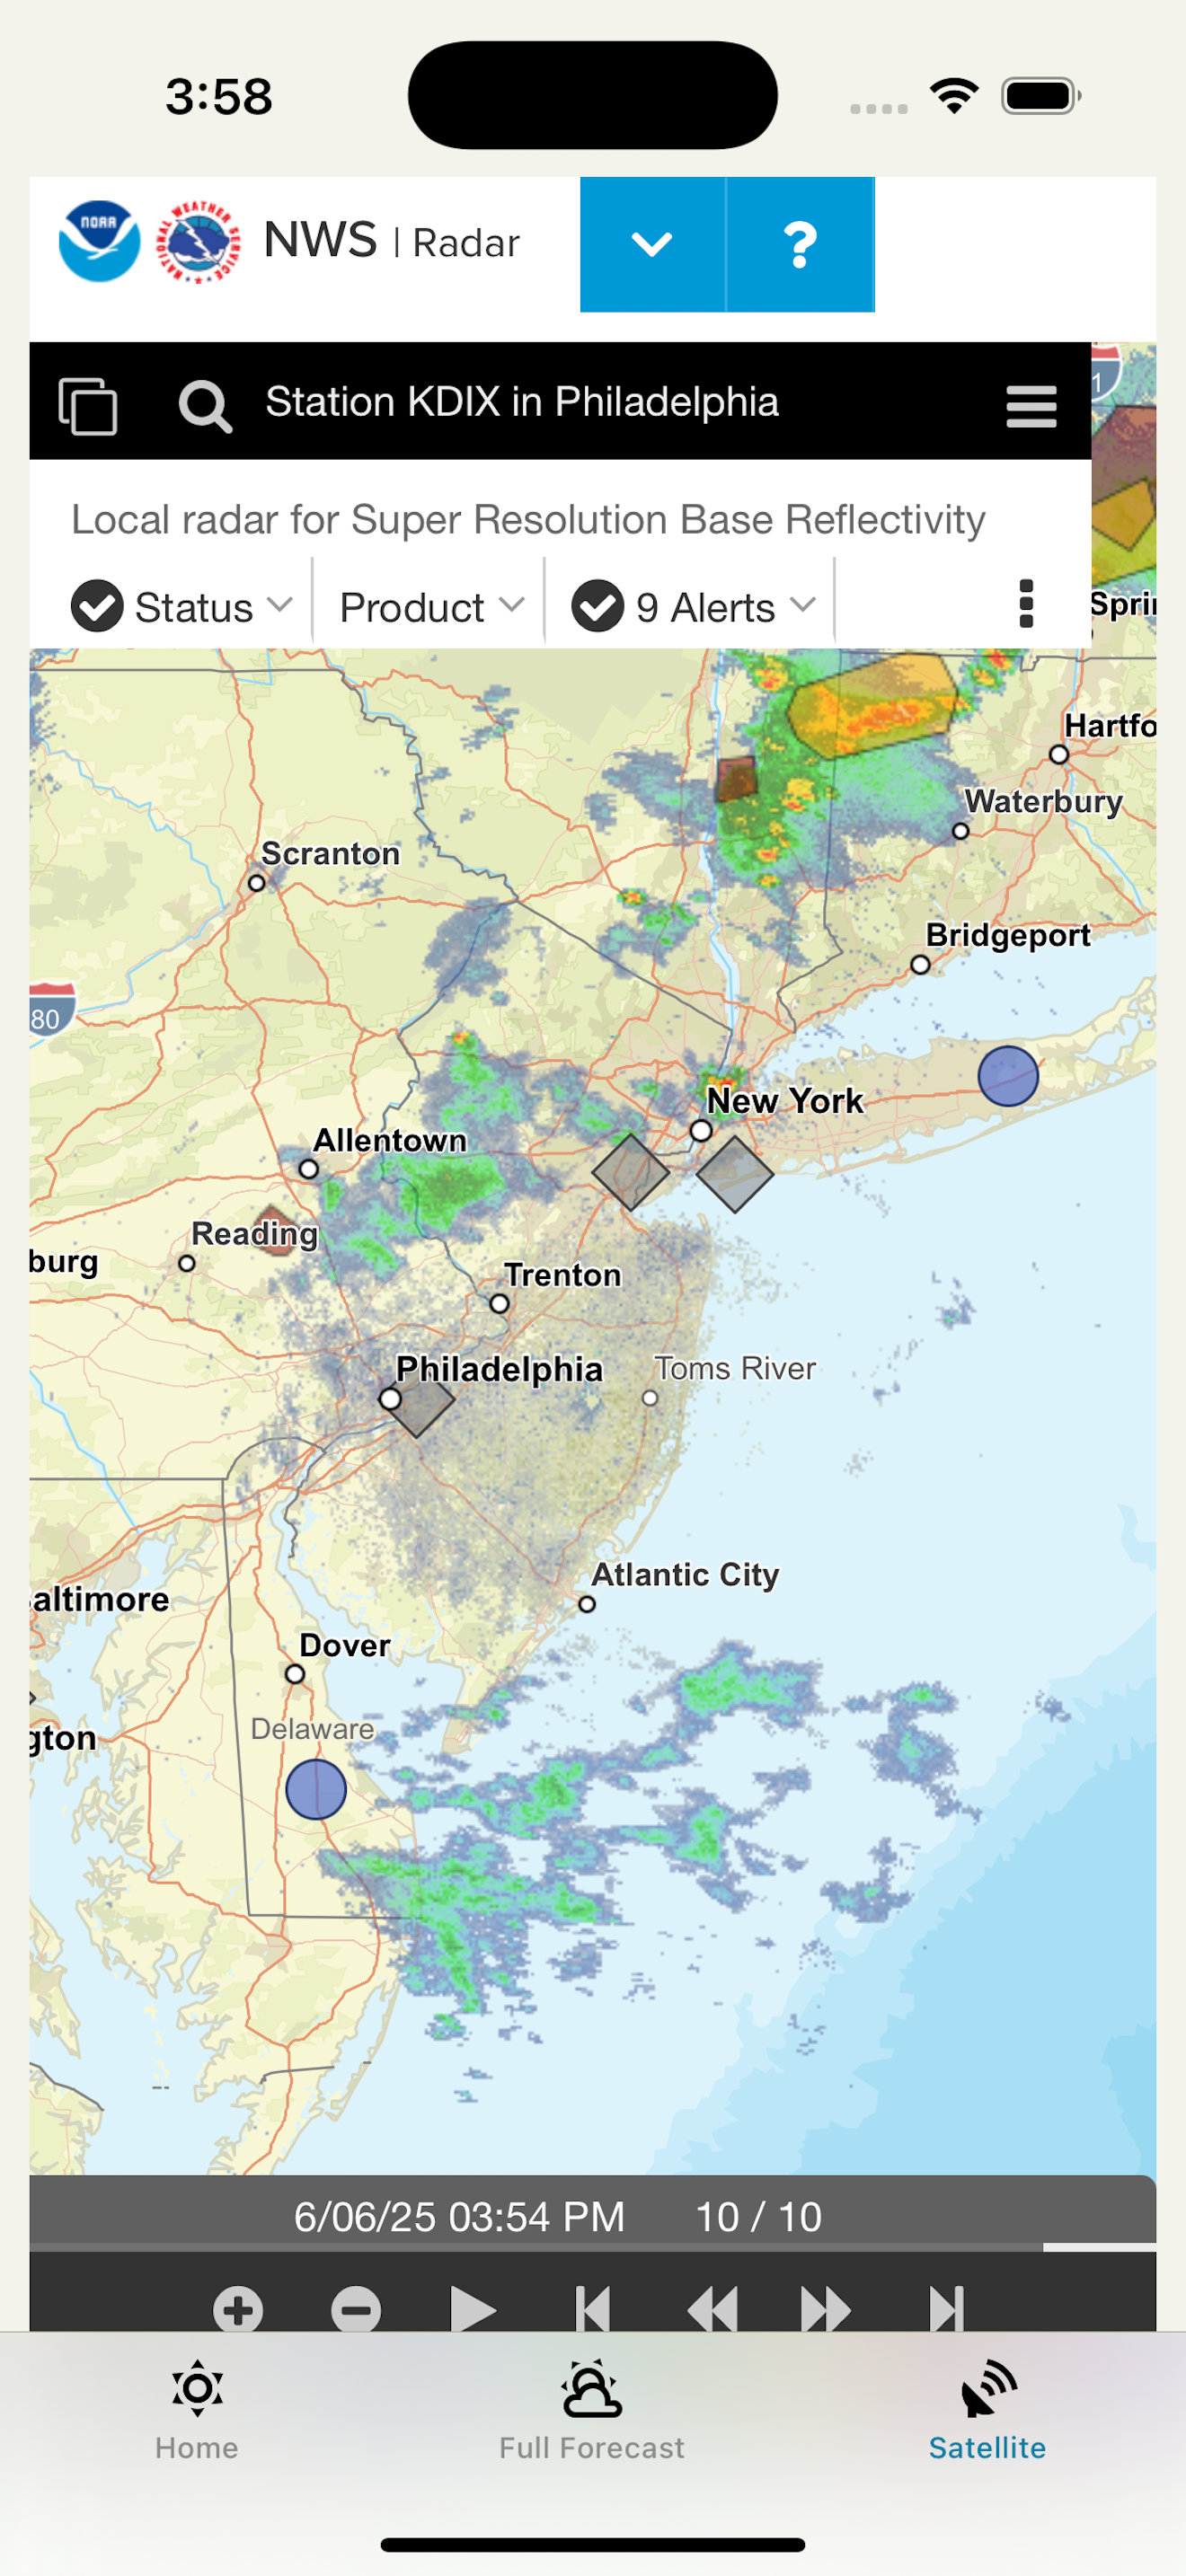 3:58
NOAA
NATIONAL WEATHER SERVICE
NWS | Radar
?
Station KDIX in Philadelphia
1
Local radar for Super Resolution Base Reflectivity
Status
Product
9 Alerts
Sprin
Hartfo
Waterbury
Scranton
Bridgeport
80
New York
Allentown
Reading
burg
Trenton
Philadelphia
Toms River
Atlantic City
altimore
Dover
Delaware
gton
6/06/25 03:54 PM 10 / 10
Home
Full Forecast
Satellite